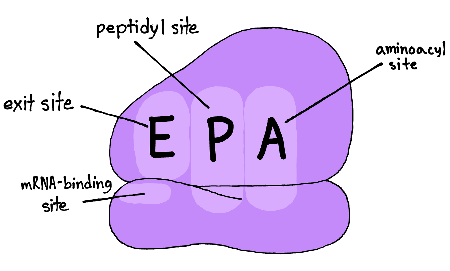 peptidyl site
aminoacyl
site
exit site
E P A
mRNA-binding
site